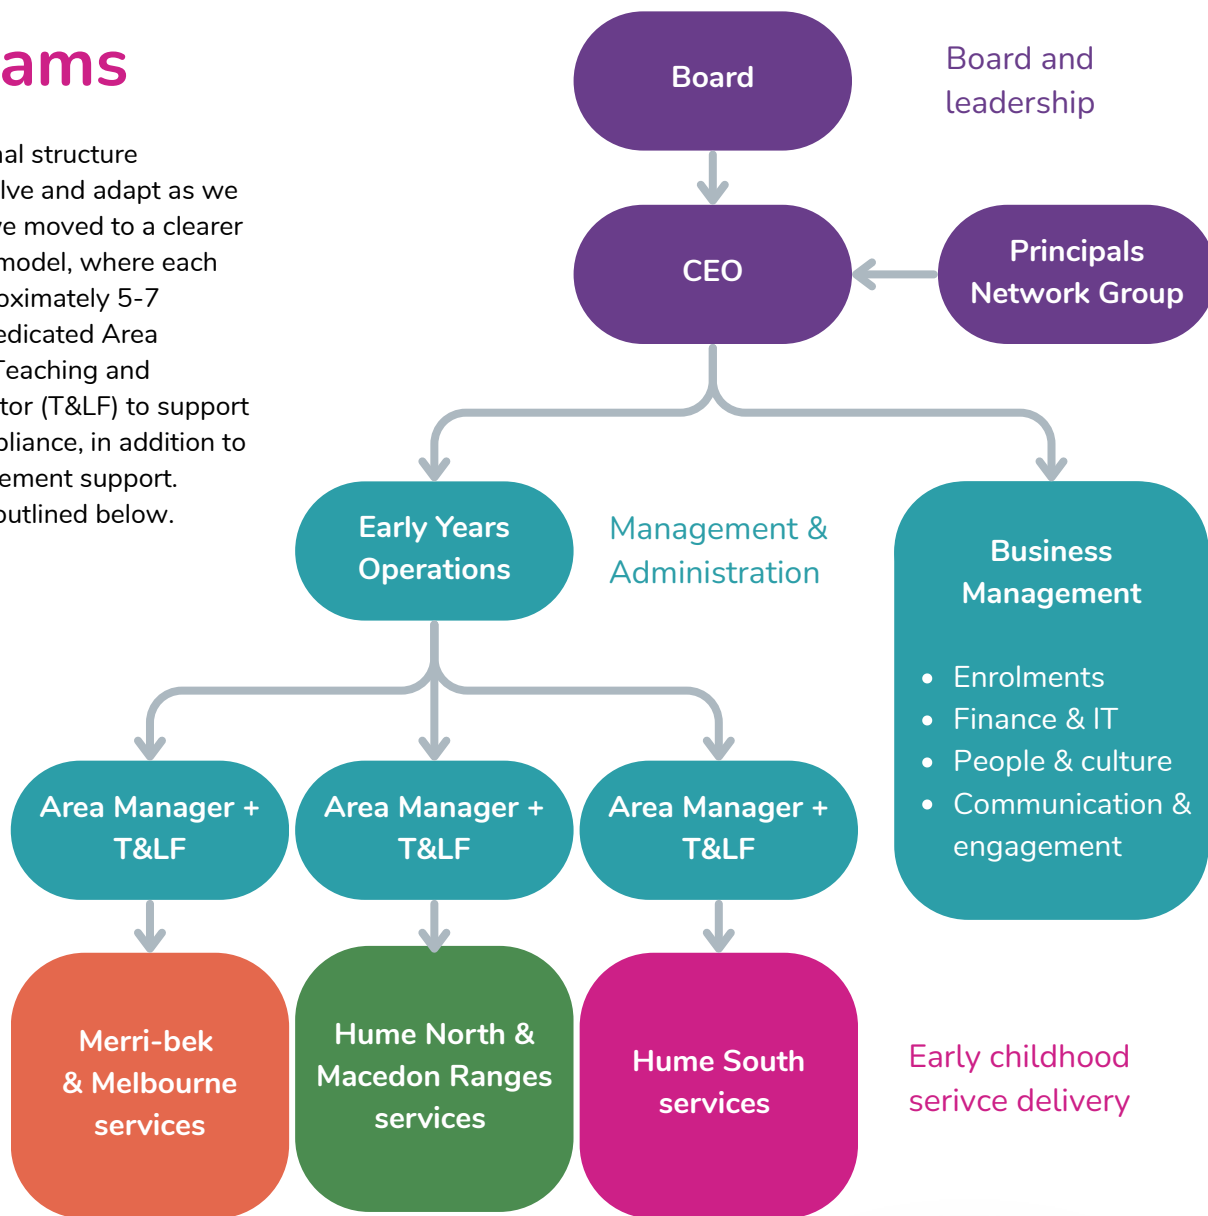 ams
nal structure
lve and adapt as we
ve moved to a clearer
model, where each
oximately 5-7
edicated Area
Teaching and
tor (T&LF) to support
pliance, in addition to
ement support.
outlined below.
Board
Board and
leadership
CEO
Principals
Network Group
Early Years
Operations
Management &
Administration
Business
Management
• Enrolments
• Finance & IT
• People & culture
• Communication &
engagement
Area Manager +
T&LF
Area Manager +
T&LF
Area Manager +
T&LF
Merri-bek
& Melbourne
services
Hume North &
Macedon Ranges
services
Hume South
services
Early childhood
serivce delivery